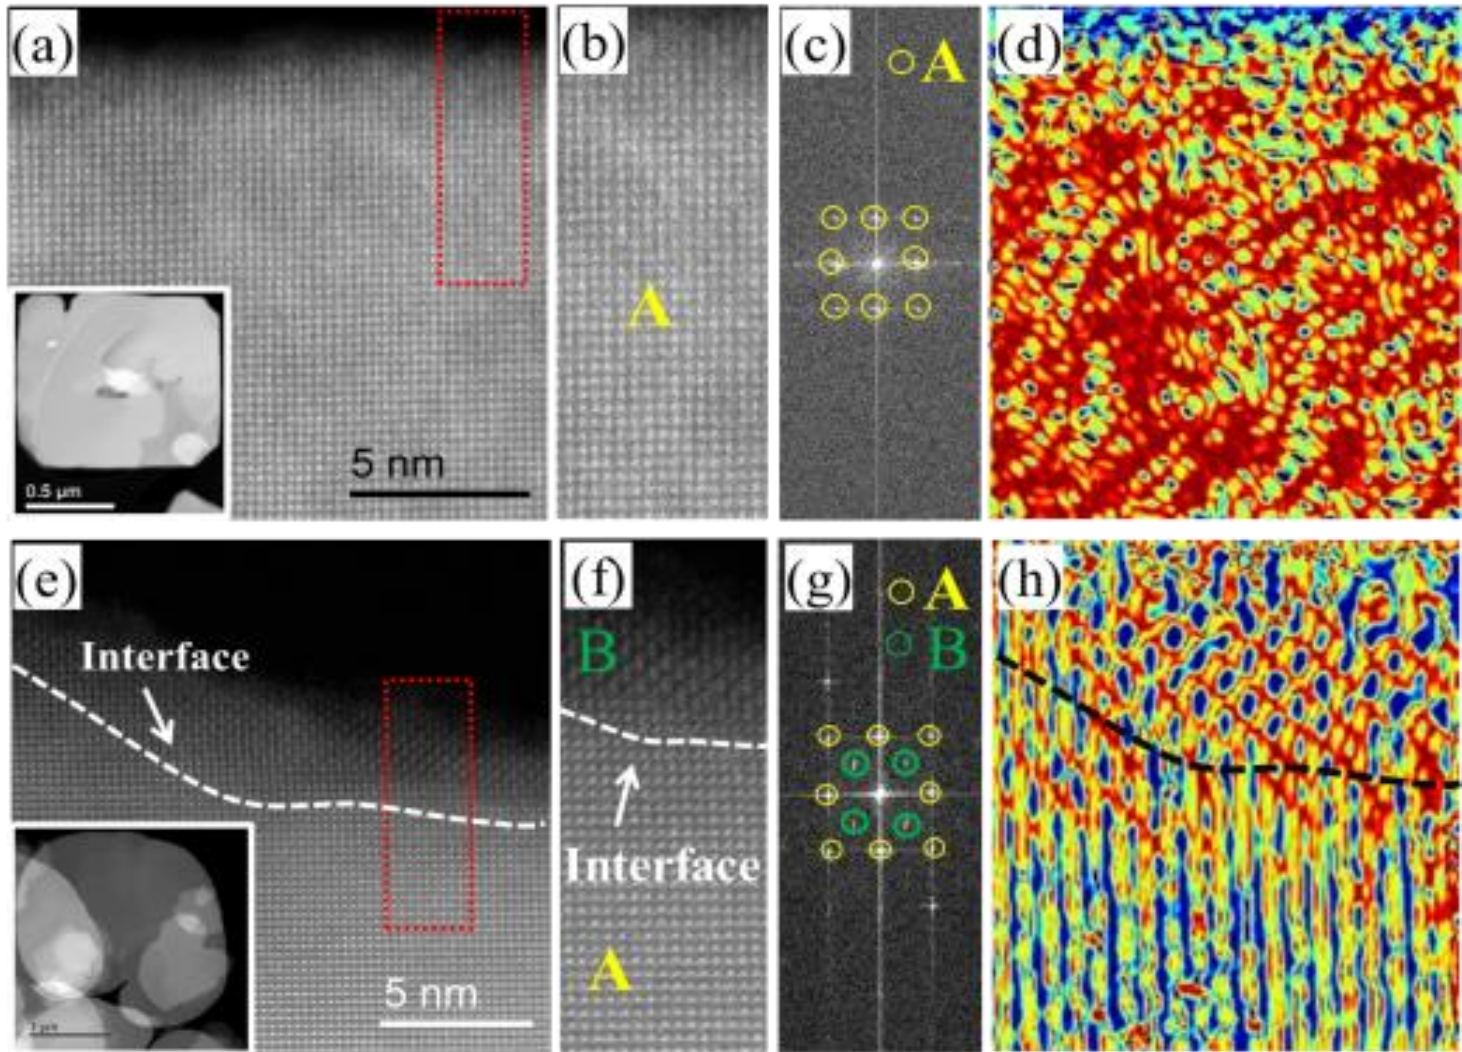 (a)
5 nm
0.5 µm
(b)
A
(c)
A
(d)
(e)
Interface
5 nm
(f)
B
Interface
A
(g)
A
B
(h)